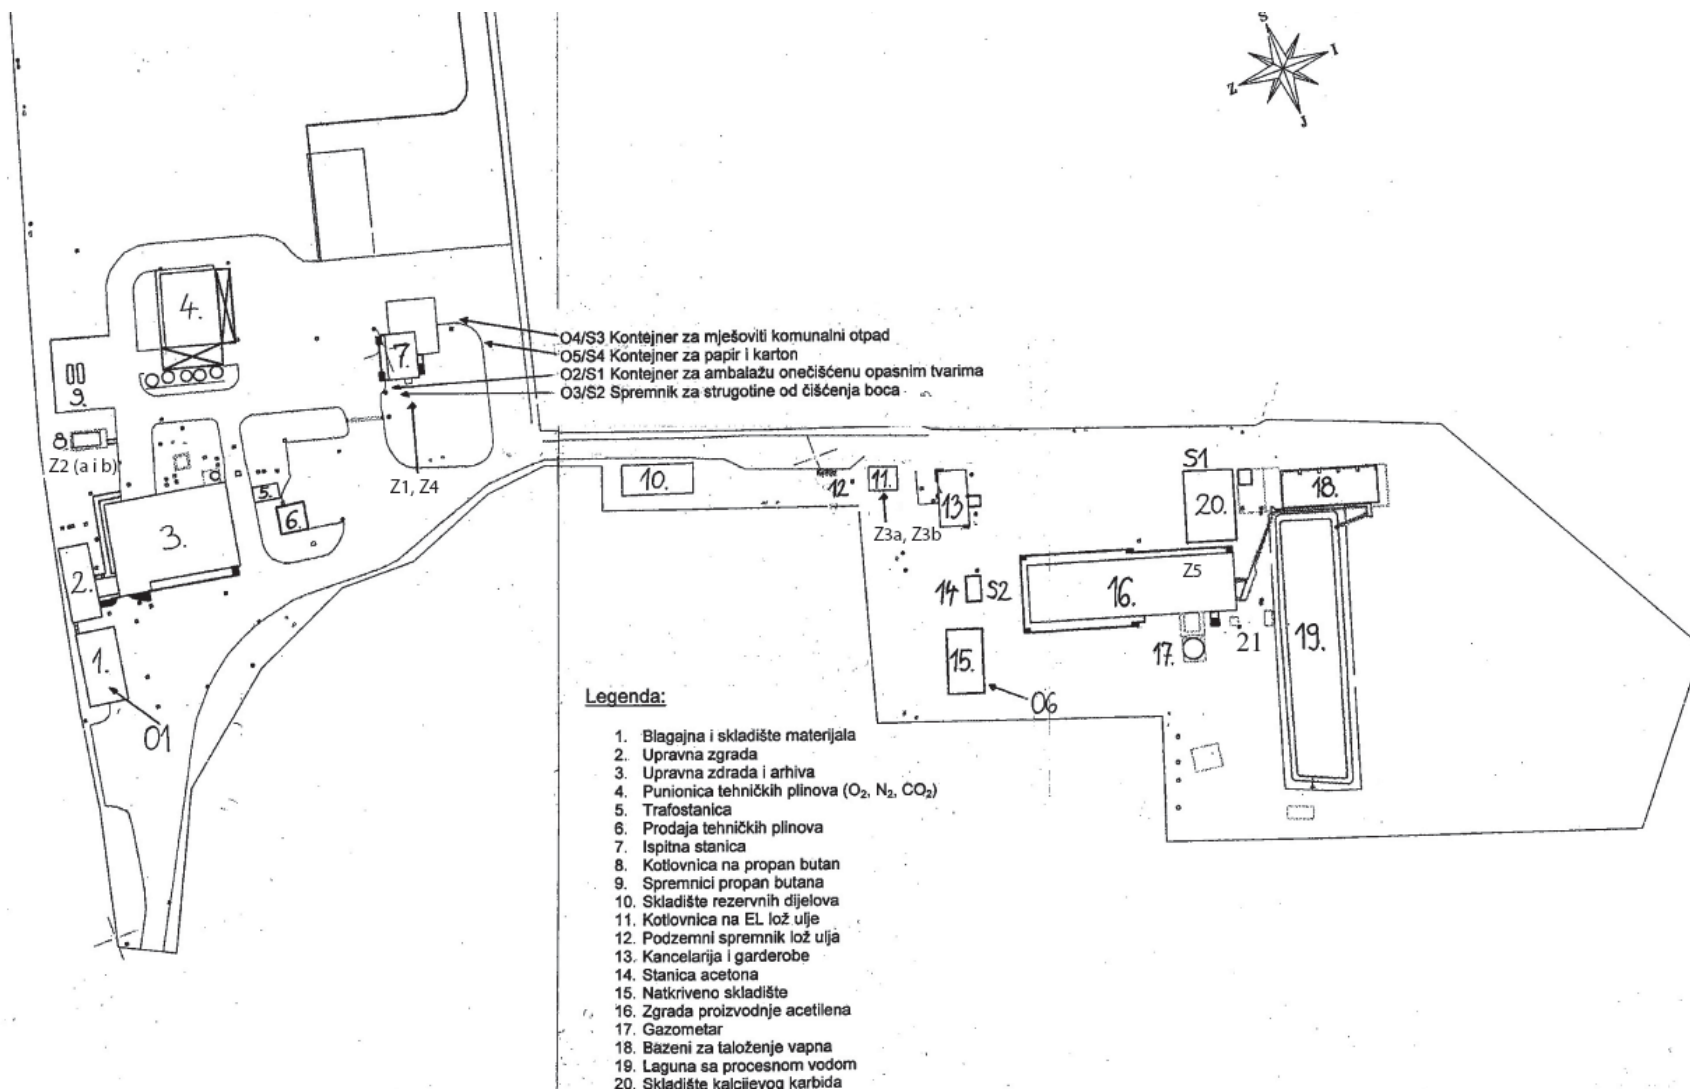 S
I
Z
J
4.
O4/S3 Kontejner za mješoviti komunalni otpad
7.
O5/S4 Kontejner za papir i karton
O2/S1 Kontejner za ambalažu onečišćenu opasnim tvarima
9.
O3/S2 Spremnik za strugotine od čišćenja boca
8
Z2 (a i b)
S1
10.
11.
18.
Z1, Z4
12
5.
13
20.
6.
3.
Z3a, Z3b
2.
Z5
14
S2
16.
1.
19.
21
17.
15.
O6
O1
Legenda:
1. Blagajna i skladište materijala
2. Upravna zgrada
3. Upravna zdrada i arhiva
4. Punionica tehničkih plinova (O₂, N₂, CO₂)
5. Trafostanica
6. Prodaja tehničkih plinova
7. Ispitna stanica
8. Kotlovnica na propan butan
9. Spremnici propan butana
10. Skladište rezervnih dijelova
11. Kotlovnica na EL lož ulje
12. Podzemni spremnik lož ulja
13. Kancelarija i garderobe
14. Stanica acetona
15. Natkriveno skladište
16. Zgrada proizvodnje acetilena
17. Gazometar
18. Bazeni za taloženje vapna
19. Laguna sa procesnom vodom
20. Skladište kalcijevog karbida